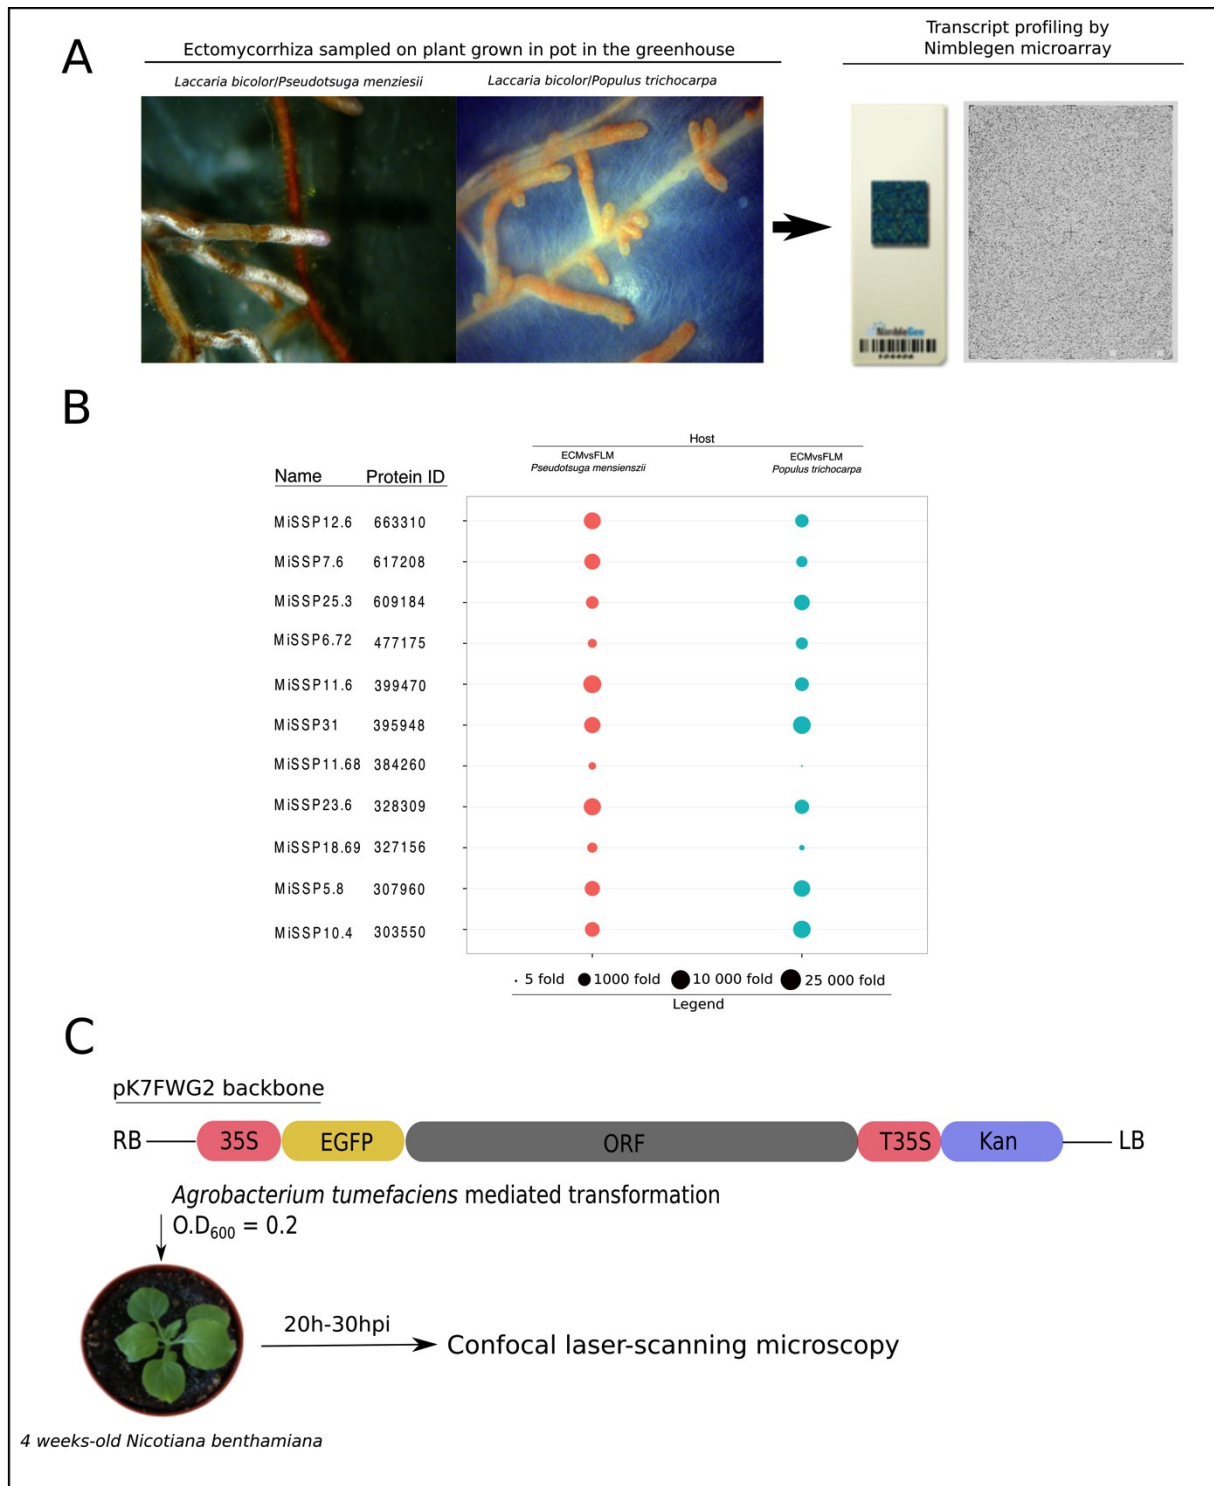 A
Ectomycorrhiza sampled on plant grown in pot in the greenhouse
Transcript profiling by
Nimblegen microarray
Laccaria bicolor/Pseudotsuga menziesii
Laccaria bicolor/Populus trichocarpa
NimbleGen
B
Host
ECMvsFLM
Pseudotsuga mensienszii
ECMvsFLM
Populus trichocarpa
Name Protein ID
MiSSP12.6 663310
MiSSP7.6 617208
MiSSP25.3 609184
MiSSP6.72 477175
MiSSP11.6 399470
MiSSP31 395948
MiSSP11.68 384260
MiSSP23.6 328309
MiSSP18.69 327156
MiSSP5.8 307960
MiSSP10.4 303550
5 fold 1000 fold 10 000 fold 25 000 fold
Legend
C
pK7FWG2 backbone
RB 35S EGFP ORF T35S Kan LB
Agrobacterium tumefaciens mediated transformation
O.D600 = 0.2
20h-30hpi
Confocal laser-scanning microscopy
4 weeks-old Nicotiana benthamiana